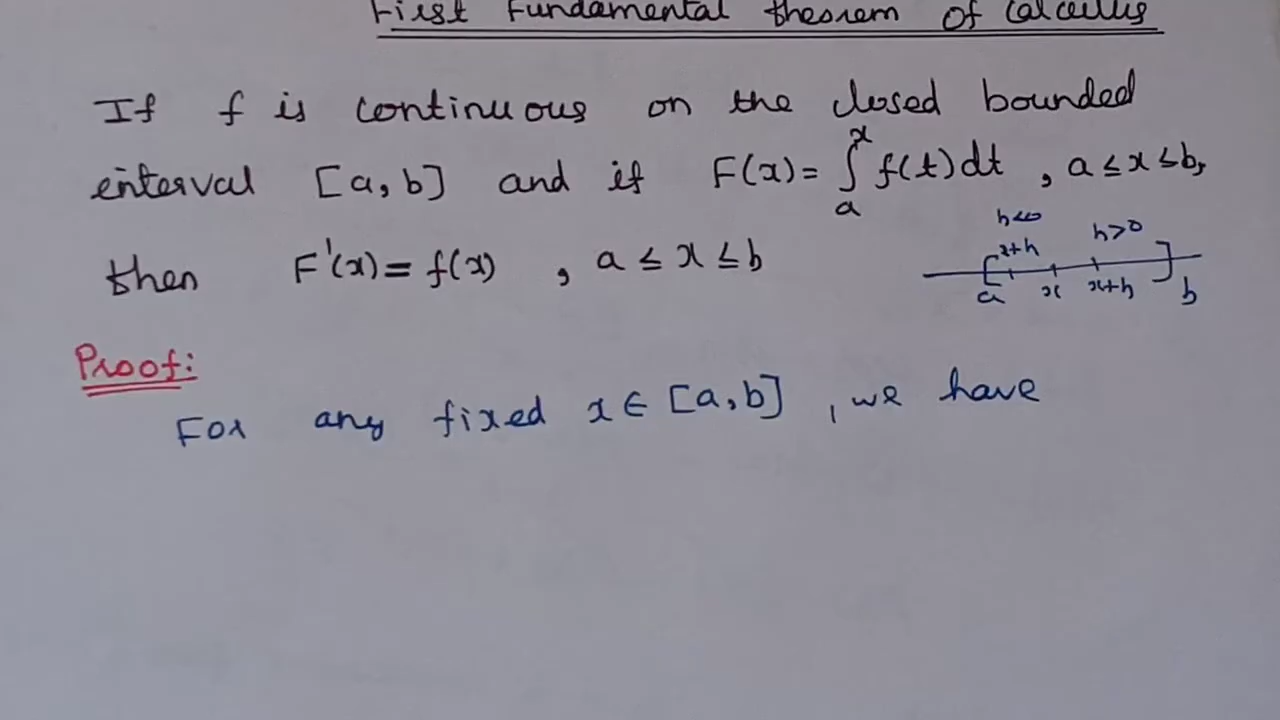 First Fundamental theorem of Calculus
If f is continuous on the closed bounded
interval [a, b] and if F(x) = ∫ₐˣ f(t) dt , a ≤ x ≤ b,
then F'(x) = f(x) , a ≤ x ≤ b
h<0
h>0
x+h
a x x+h b
Proof:
For any fixed x ∈ [a, b] , we have